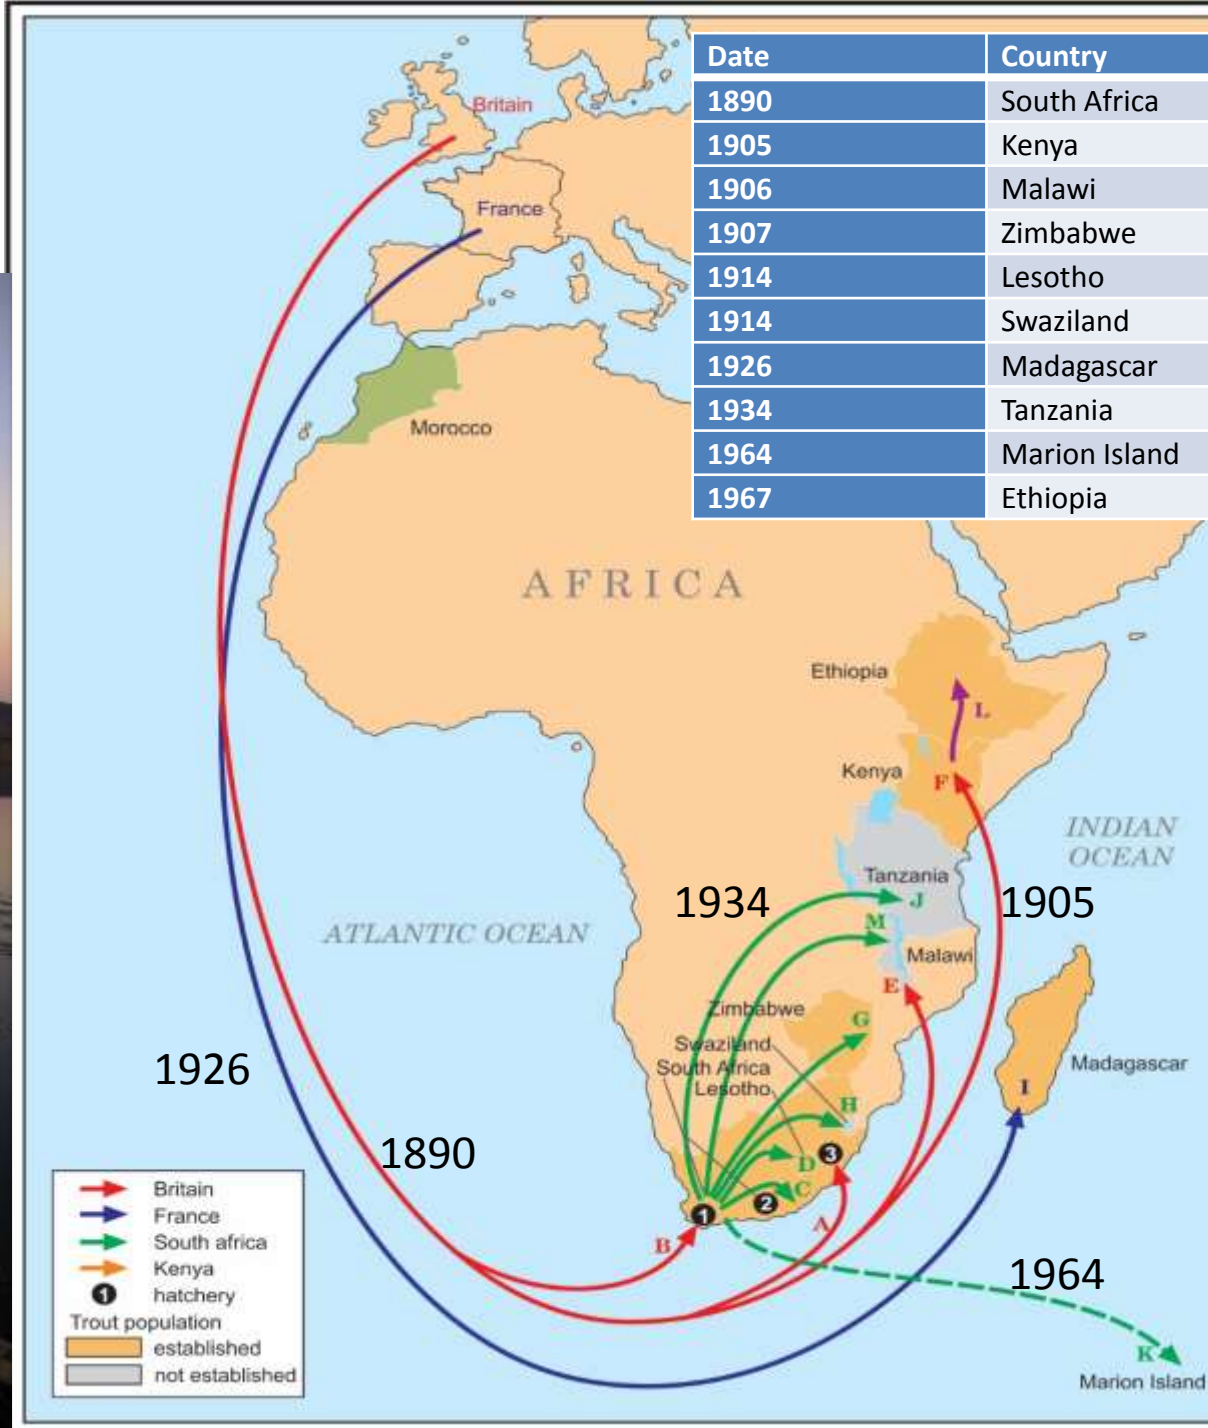 Date Country
1890 South Africa
1905 Kenya
1906 Malawi
1907 Zimbabwe
1914 Lesotho
1914 Swaziland
1926 Madagascar
1934 Tanzania
1964 Marion Island
1967 Ethiopia
Britain
France
Morocco
AFRICA
Ethiopia
L
Kenya
F
INDIAN
OCEAN
Tanzania
1934
J
1905
M
ATLANTIC OCEAN
Malawi
E
Zimbabwe
G
Swaziland
1926
South Africa
Madagascar
Lesotho
I
H
1890
D
3
C
2
1
A
B
1964
K
Marion Island
Britain
France
South africa
Kenya
1 hatchery
Trout population
established
not established